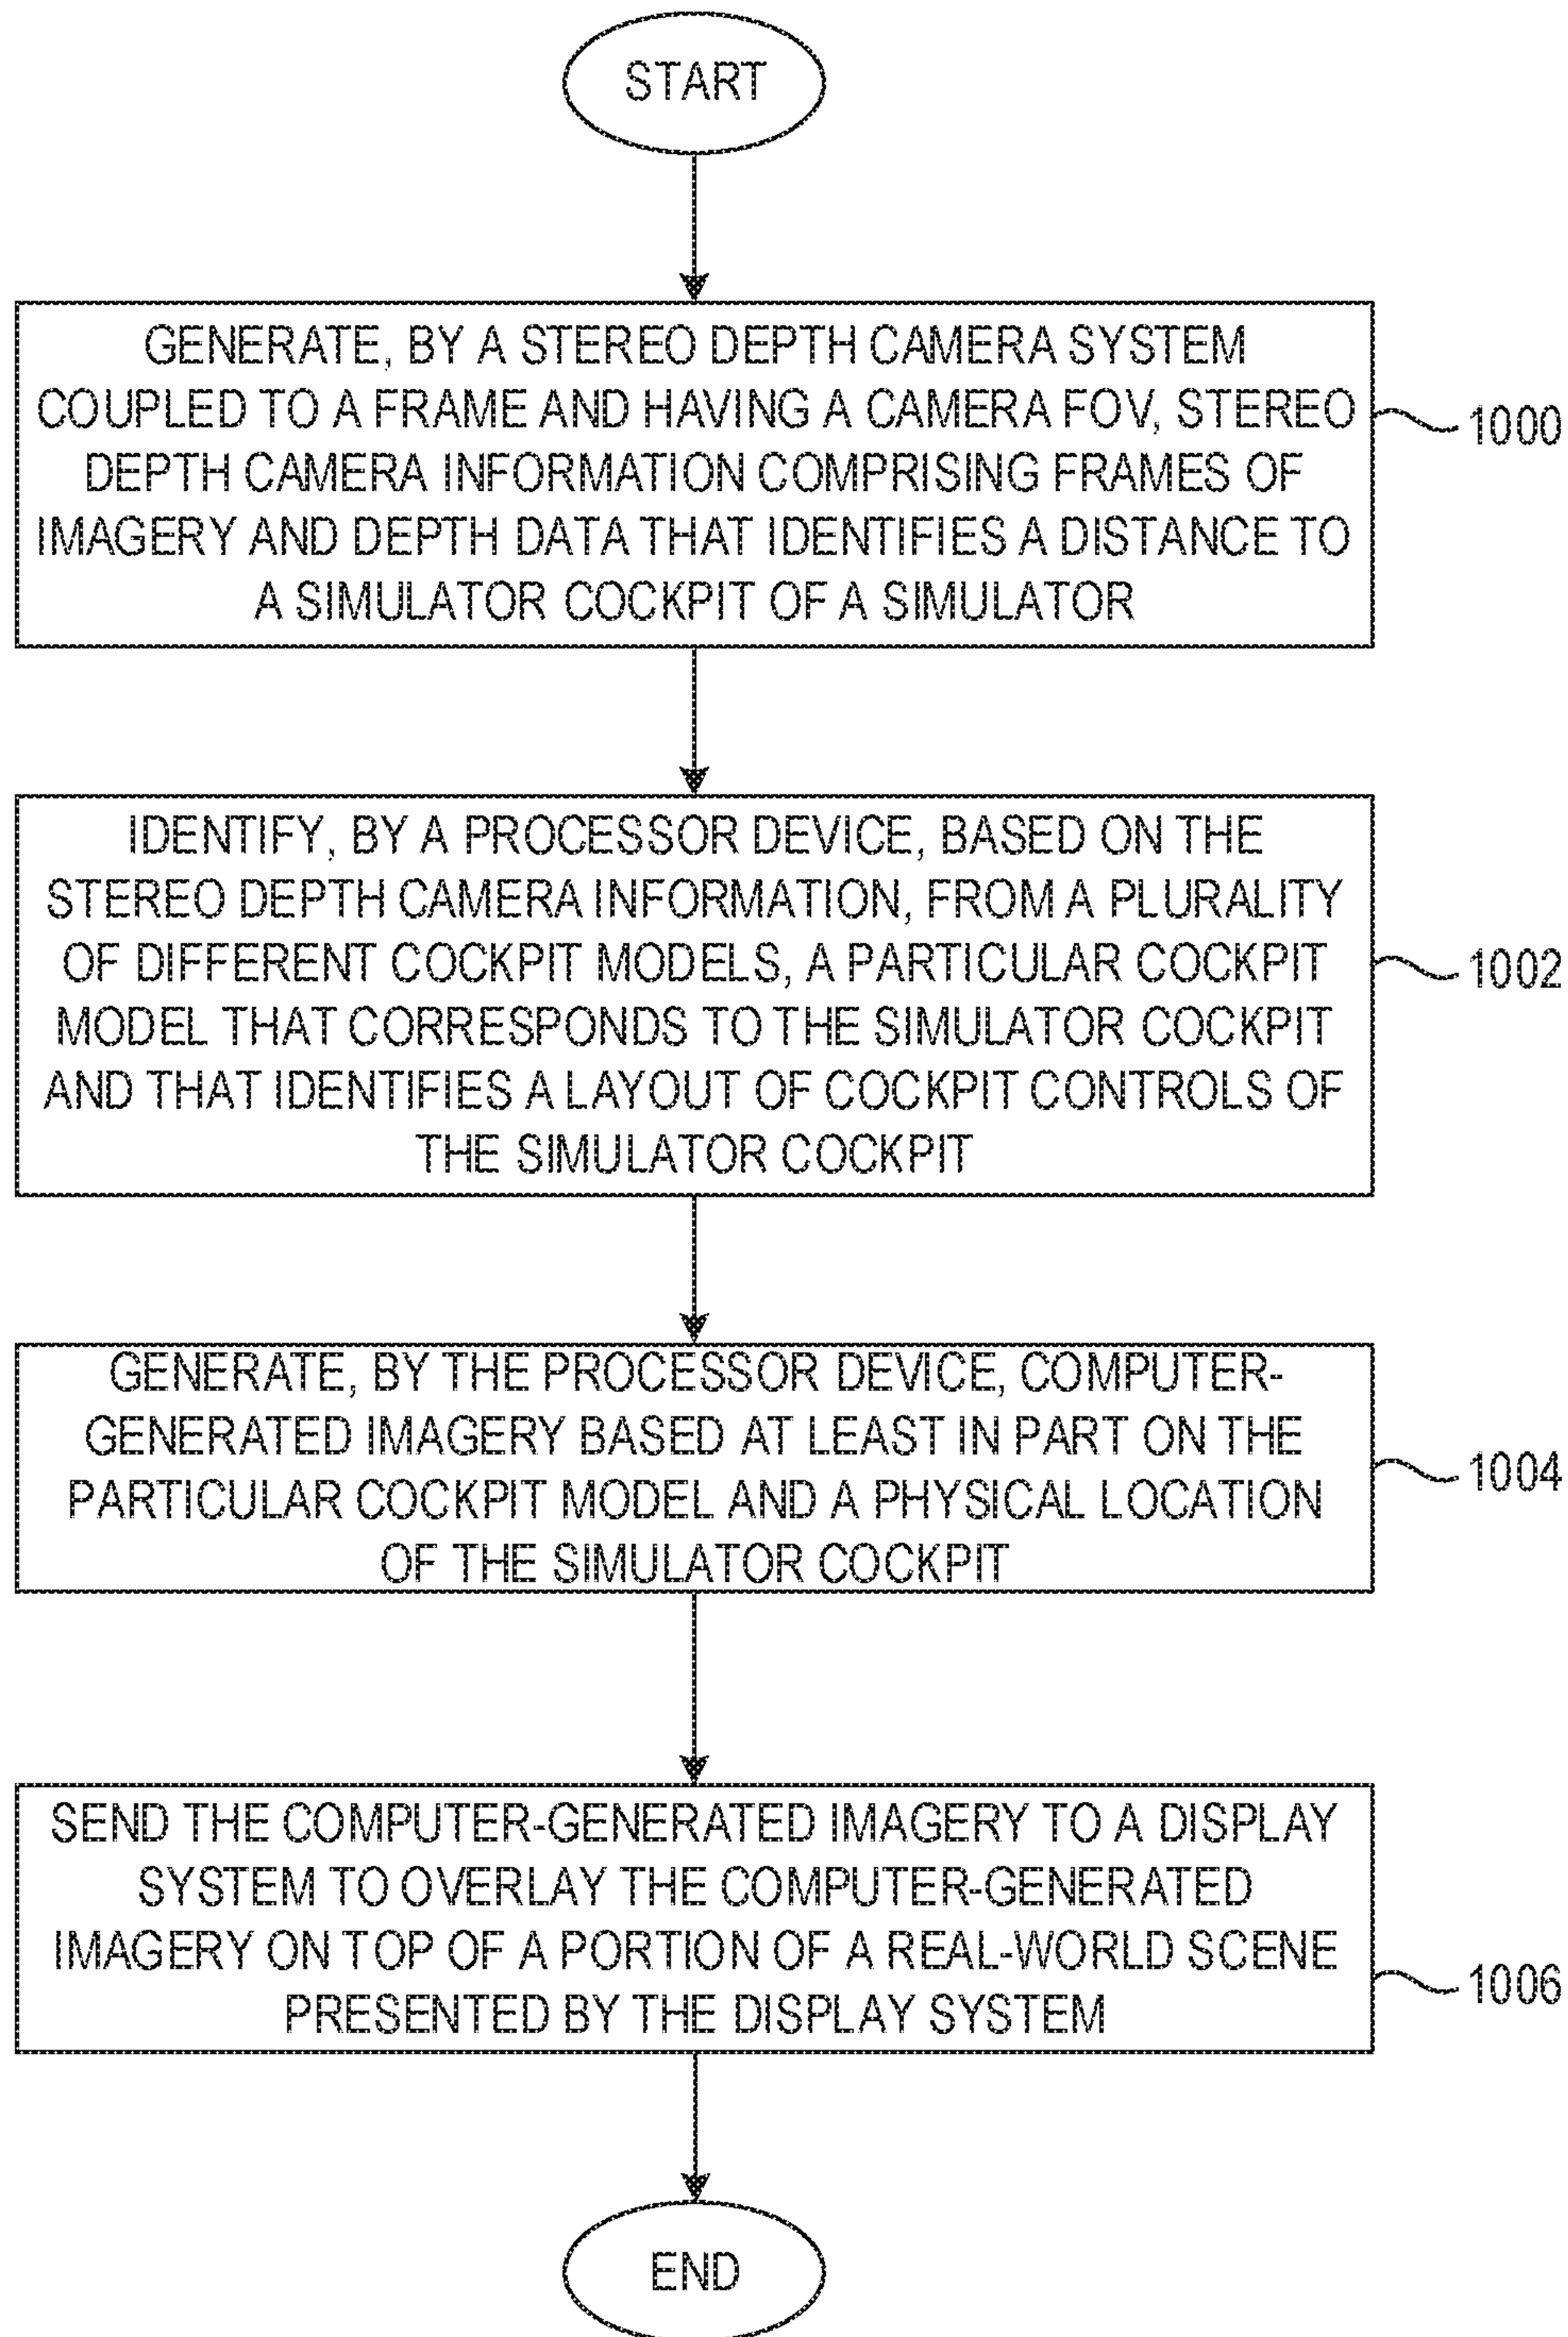 START
GENERATE, BY A STEREO DEPTH CAMERA SYSTEM
COUPLED TO A FRAME AND HAVING A CAMERA FOV, STEREO
DEPTH CAMERA INFORMATION COMPRISING FRAMES OF
IMAGERY AND DEPTH DATA THAT IDENTIFIES A DISTANCE TO
A SIMULATOR COCKPIT OF A SIMULATOR
1000
IDENTIFY, BY A PROCESSOR DEVICE, BASED ON THE
STEREO DEPTH CAMERA INFORMATION, FROM A PLURALITY
OF DIFFERENT COCKPIT MODELS, A PARTICULAR COCKPIT
MODEL THAT CORRESPONDS TO THE SIMULATOR COCKPIT
AND THAT IDENTIFIES A LAYOUT OF COCKPIT CONTROLS OF
THE SIMULATOR COCKPIT
1002
GENERATE, BY THE PROCESSOR DEVICE, COMPUTER-
GENERATED IMAGERY BASED AT LEAST IN PART ON THE
PARTICULAR COCKPIT MODEL AND A PHYSICAL LOCATION
OF THE SIMULATOR COCKPIT
1004
SEND THE COMPUTER-GENERATED IMAGERY TO A DISPLAY
SYSTEM TO OVERLAY THE COMPUTER-GENERATED
IMAGERY ON TOP OF A PORTION OF A REAL-WORLD SCENE
PRESENTED BY THE DISPLAY SYSTEM
1006
END